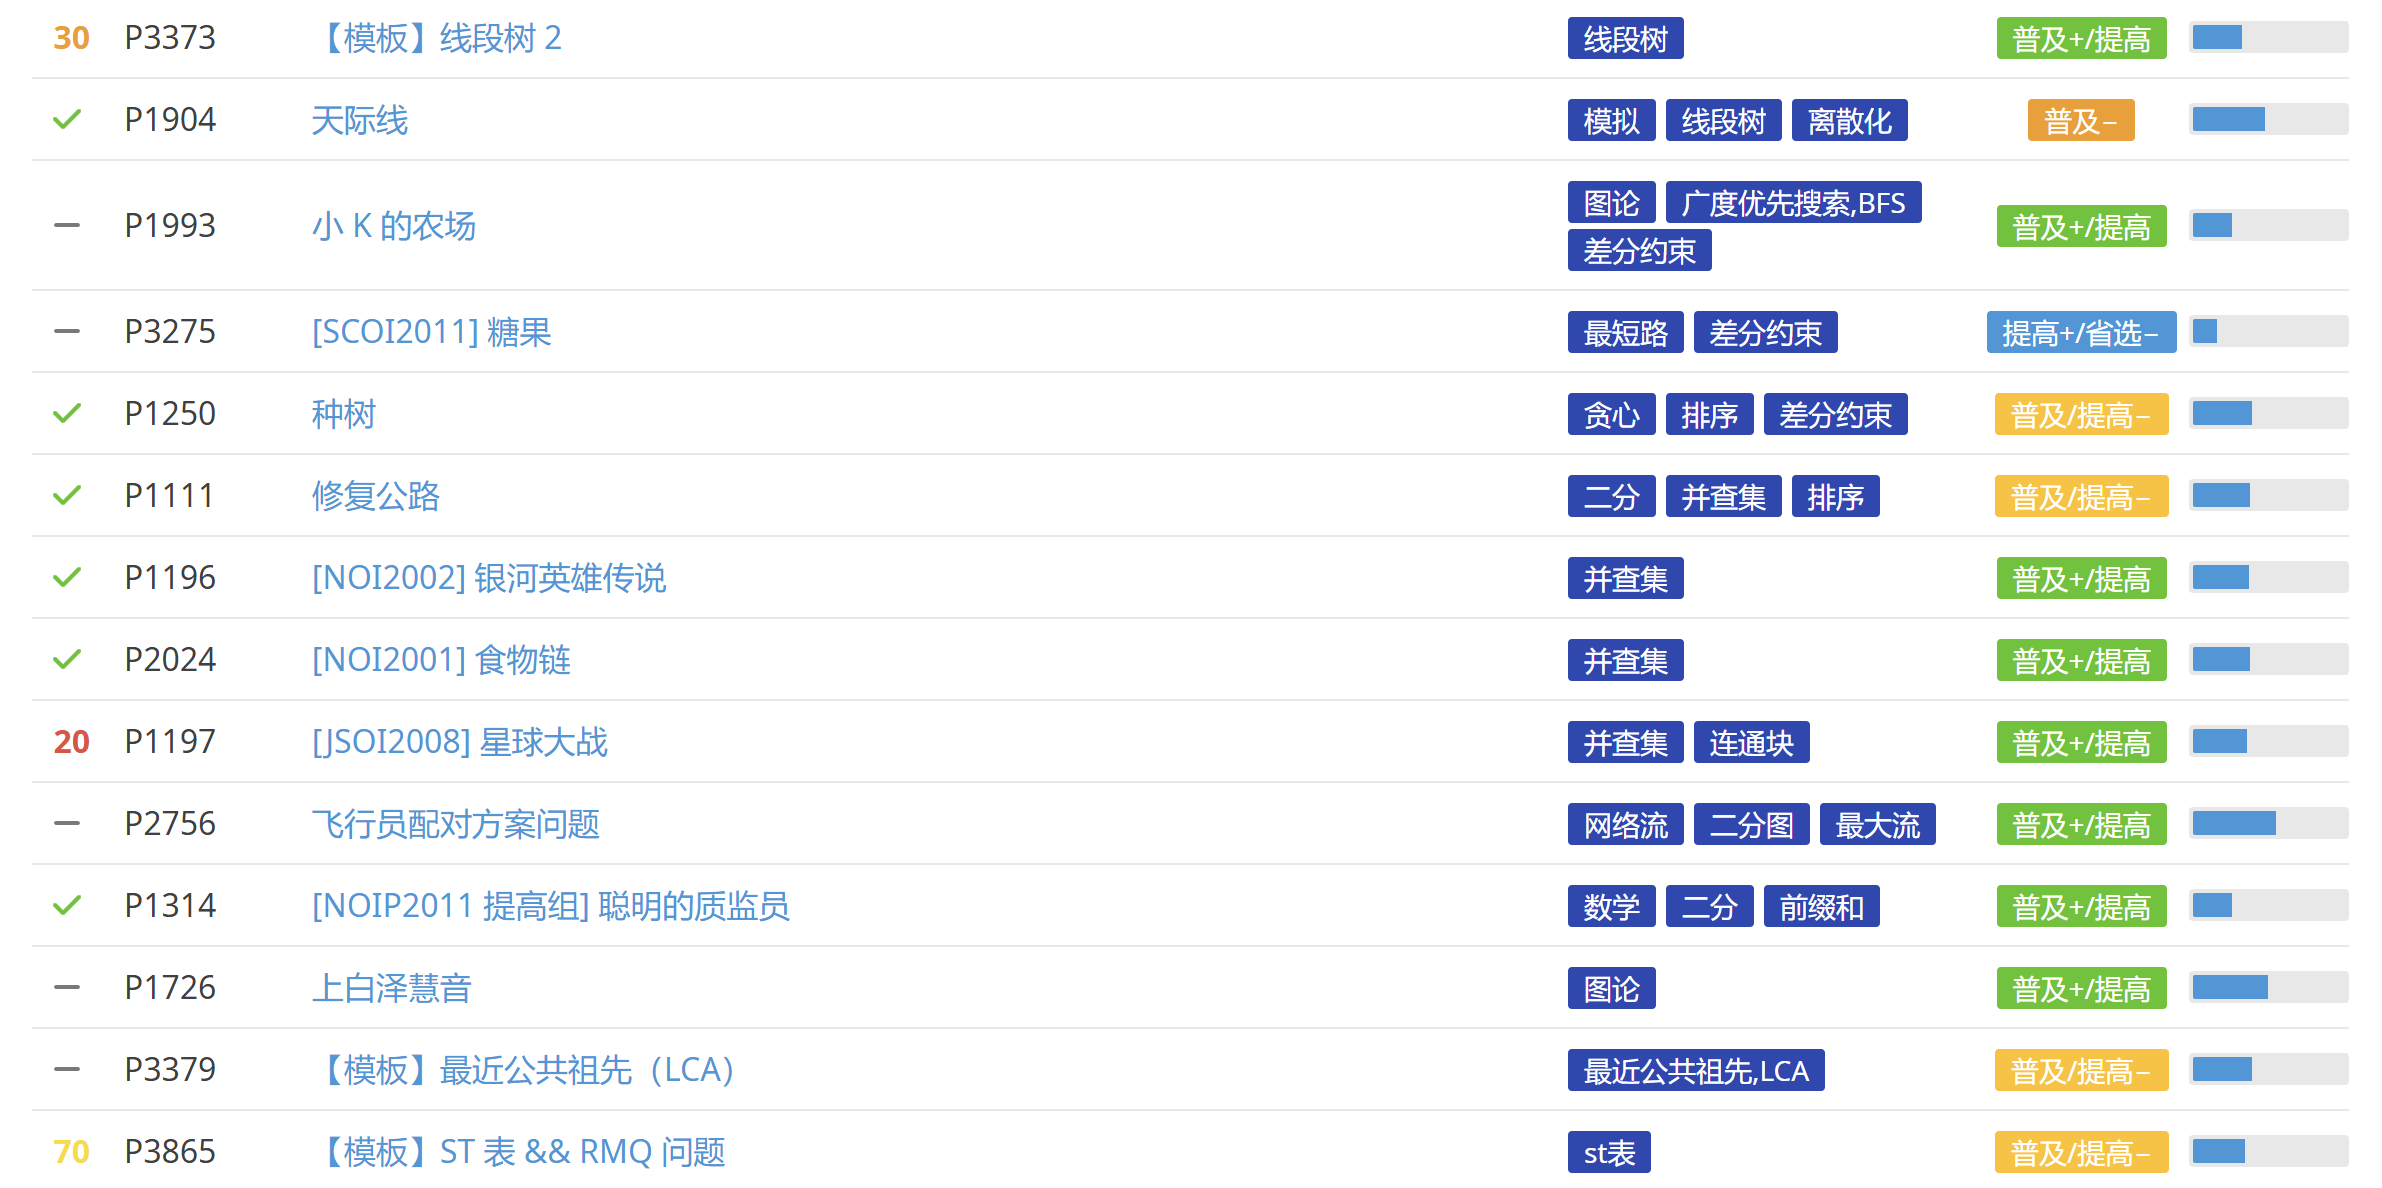 30 P3373 【模板】线段树 2 线段树 普及+/提高
P1904 天际线 模拟 线段树 离散化 普及−
P1993 小 K 的农场 图论 广度优先搜索,BFS 差分约束 普及+/提高
P3275 [SCOI2011] 糖果 最短路 差分约束 提高+/省选−
P1250 种树 贪心 排序 差分约束 普及/提高−
P1111 修复公路 二分 并查集 排序 普及/提高−
P1196 [NOI2002] 银河英雄传说 并查集 普及+/提高
P2024 [NOI2001] 食物链 并查集 普及+/提高
20 P1197 [JSOI2008] 星球大战 并查集 连通块 普及+/提高
P2756 飞行员配对方案问题 网络流 二分图 最大流 普及+/提高
P1314 [NOIP2011 提高组] 聪明的质监员 数学 二分 前缀和 普及+/提高
P1726 上白泽慧音 图论 普及+/提高
P3379 【模板】最近公共祖先（LCA） 最近公共祖先,LCA 普及/提高−
70 P3865 【模板】ST 表 && RMQ 问题 st表 普及/提高−